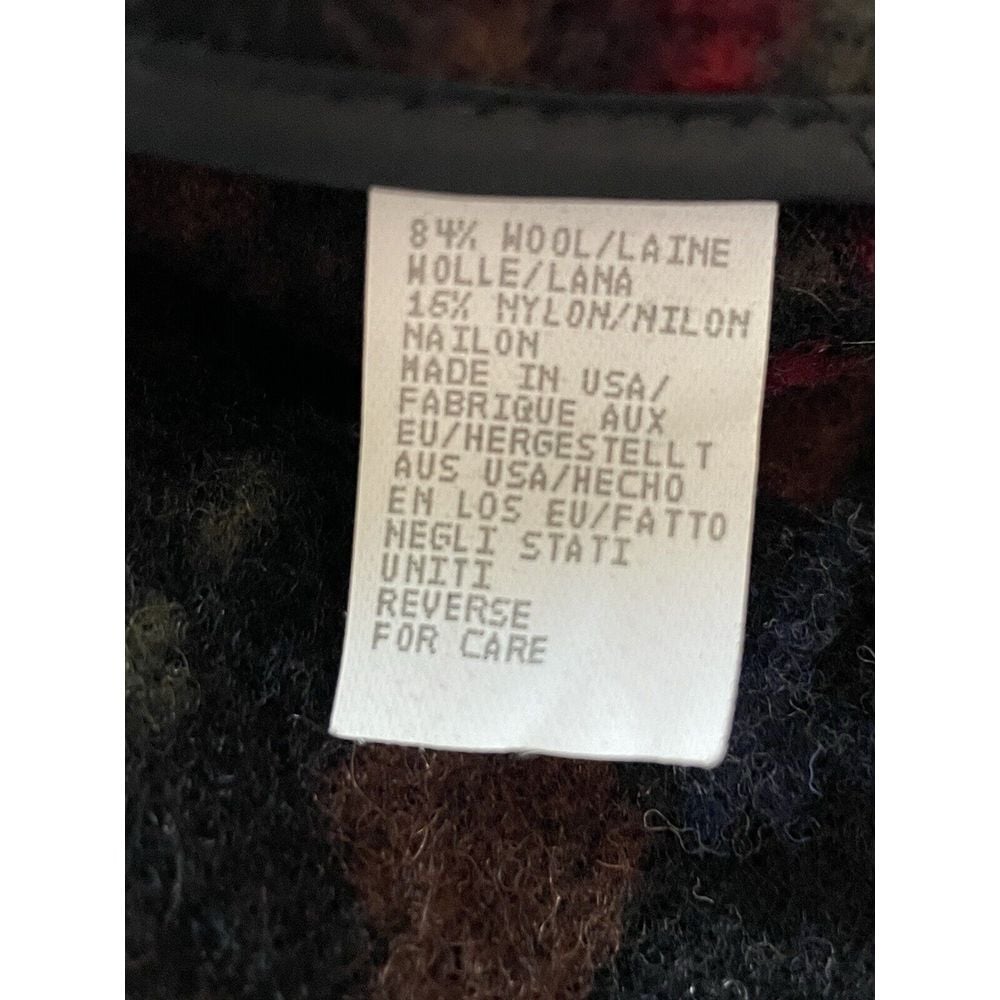 84% WOOL/LAINE
WOLLE/LANA
16% NYLON/NILON
NAILON
MADE IN USA/
FABRIQUE AUX
EU/HERGESTELLT
AUS USA/HECHO
EN LOS EU/FATTO
NEGLI STATI
UNITI
REVERSE
FOR CARE